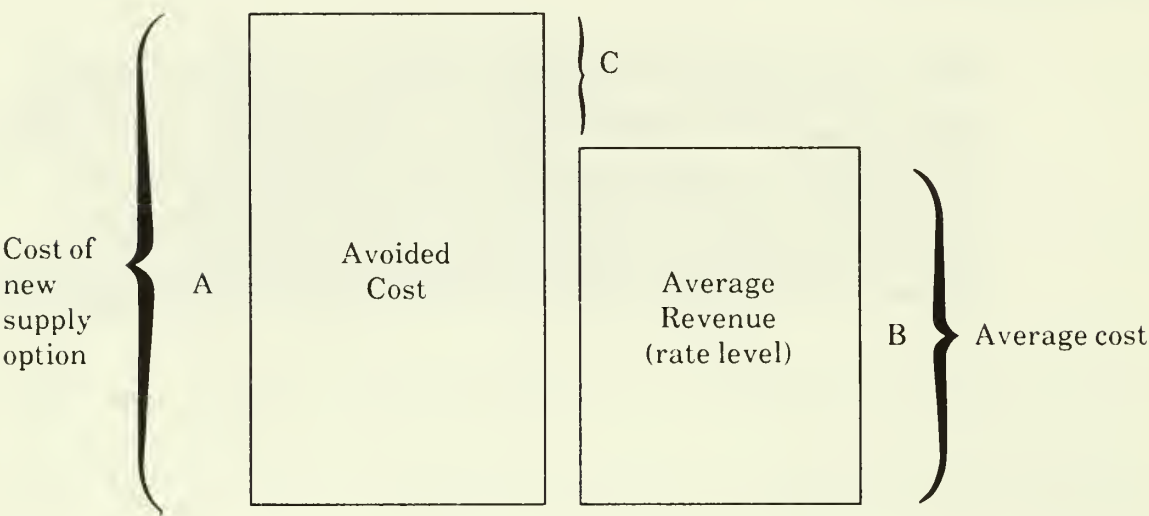 Cost of
new
supply
option
A
Avoided
Cost
C
Average
Revenue
(rate level)
B
Average cost